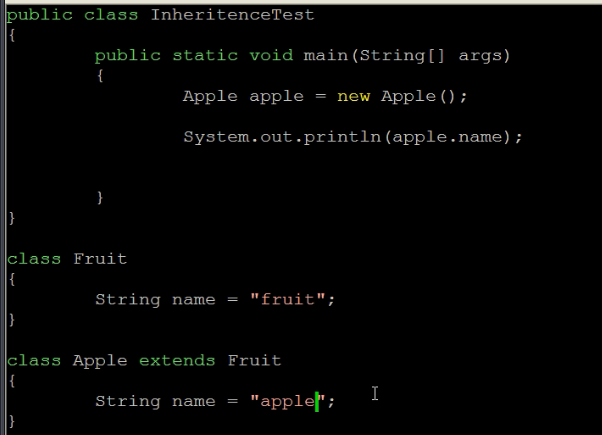 public class InheritenceTest
{
public static void main(String[] args)
{
Apple apple = new Apple();
System.out.println(apple.name);
}
}
class Fruit
{
String name = "fruit";
}
class Apple extends Fruit
{
String name = "apple";
}